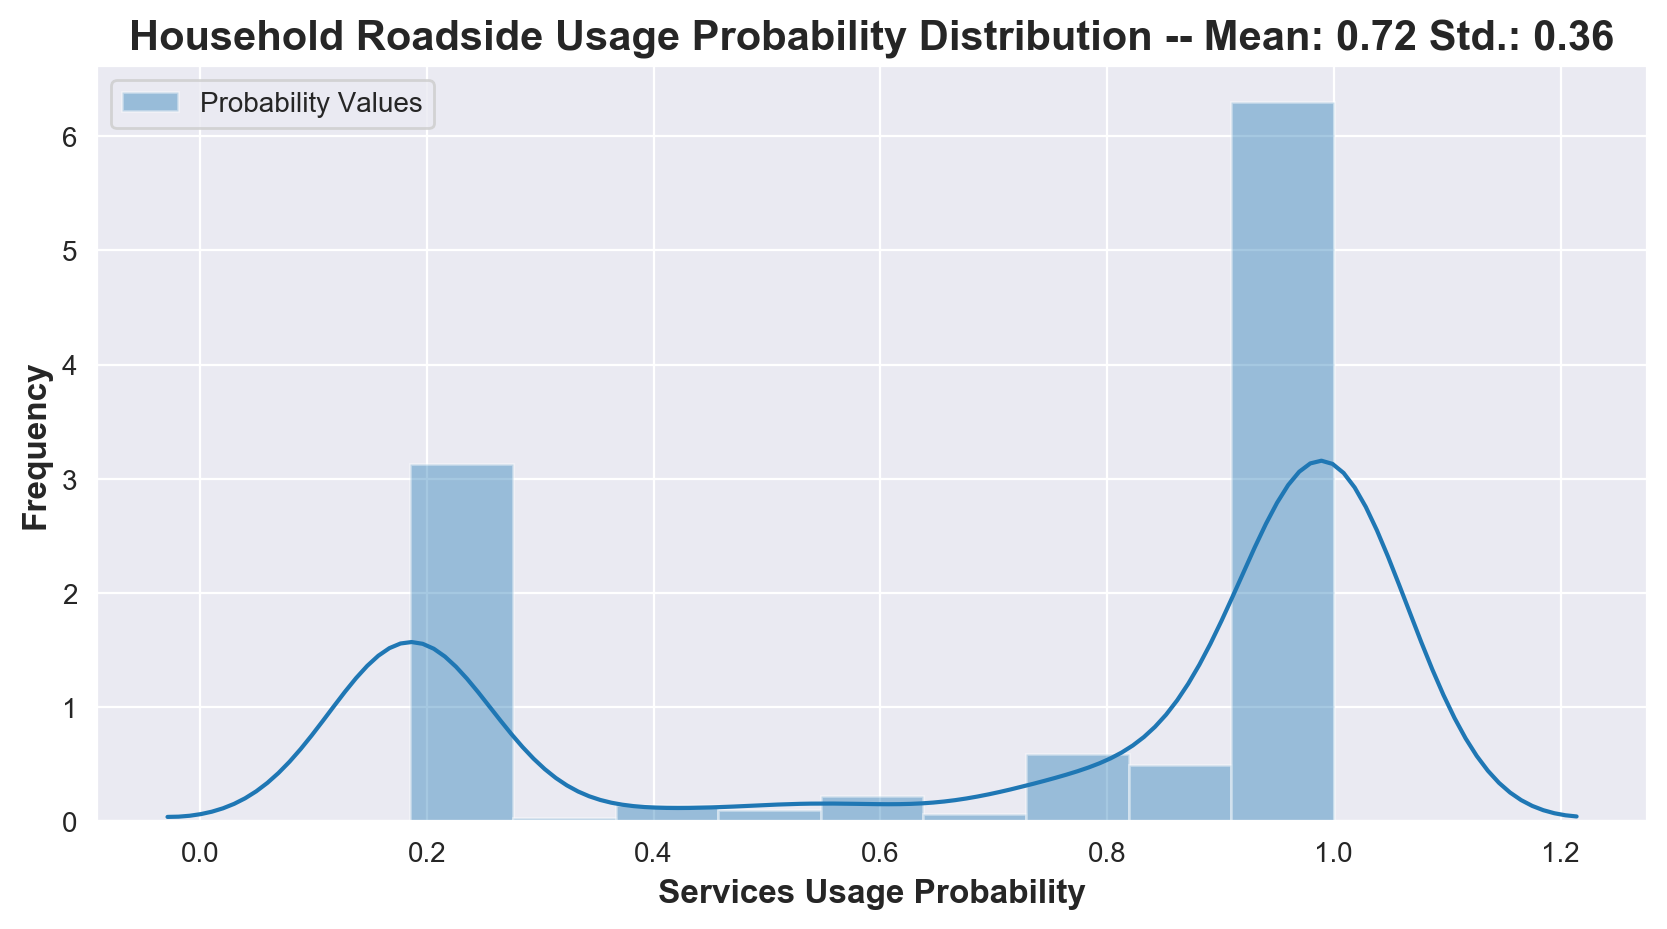 Household Roadside Usage Probability Distribution -- Mean: 0.72 Std.: 0.36
Probability Values
6
5
4
3
2
1
0
Frequency
0.0 0.2 0.4 0.6 0.8 1.0 1.2
Services Usage Probability